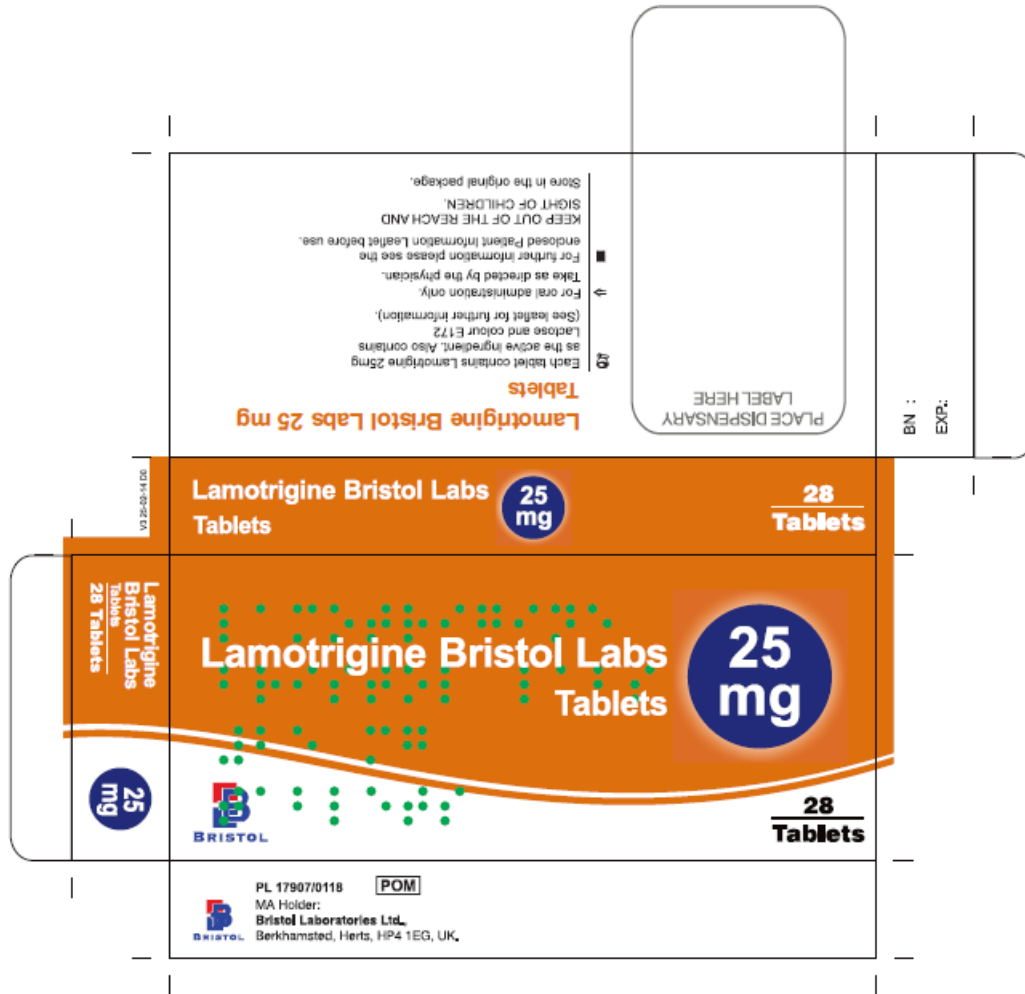 PLACE DISPENSARY
LABEL HERE
BN :
EXP.:
Lamotrigine Bristol Labs 25 mg
Tablets
Each tablet contains Lamotrigine 25mg
as the active ingredient. Also contains
Lactose and colour E172
(See leaflet for further information).
For oral administration only.
Take as directed by the physician.
For further information please see the
enclosed Patient Information Leaflet before use.
KEEP OUT OF THE REACH AND
SIGHT OF CHILDREN.
Store in the original package.
V3 25-02-14 D0
Lamotrigine Bristol Labs
Tablets
25
mg
28
Tablets
Lamotrigine
Bristol Labs
Tablets
28 Tablets
25
mg
Lamotrigine Bristol Labs
Tablets
25
mg
BRISTOL
28
Tablets
PL 17907/0118 POM
MA Holder:
Bristol Laboratories Ltd.,
Berkhamsted, Herts, HP4 1EG, UK.
BRISTOL